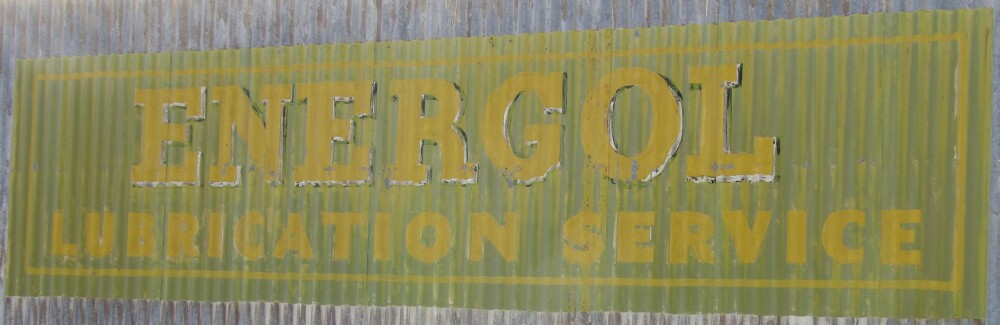 ENERGOL
LUBRICATION SERVICE